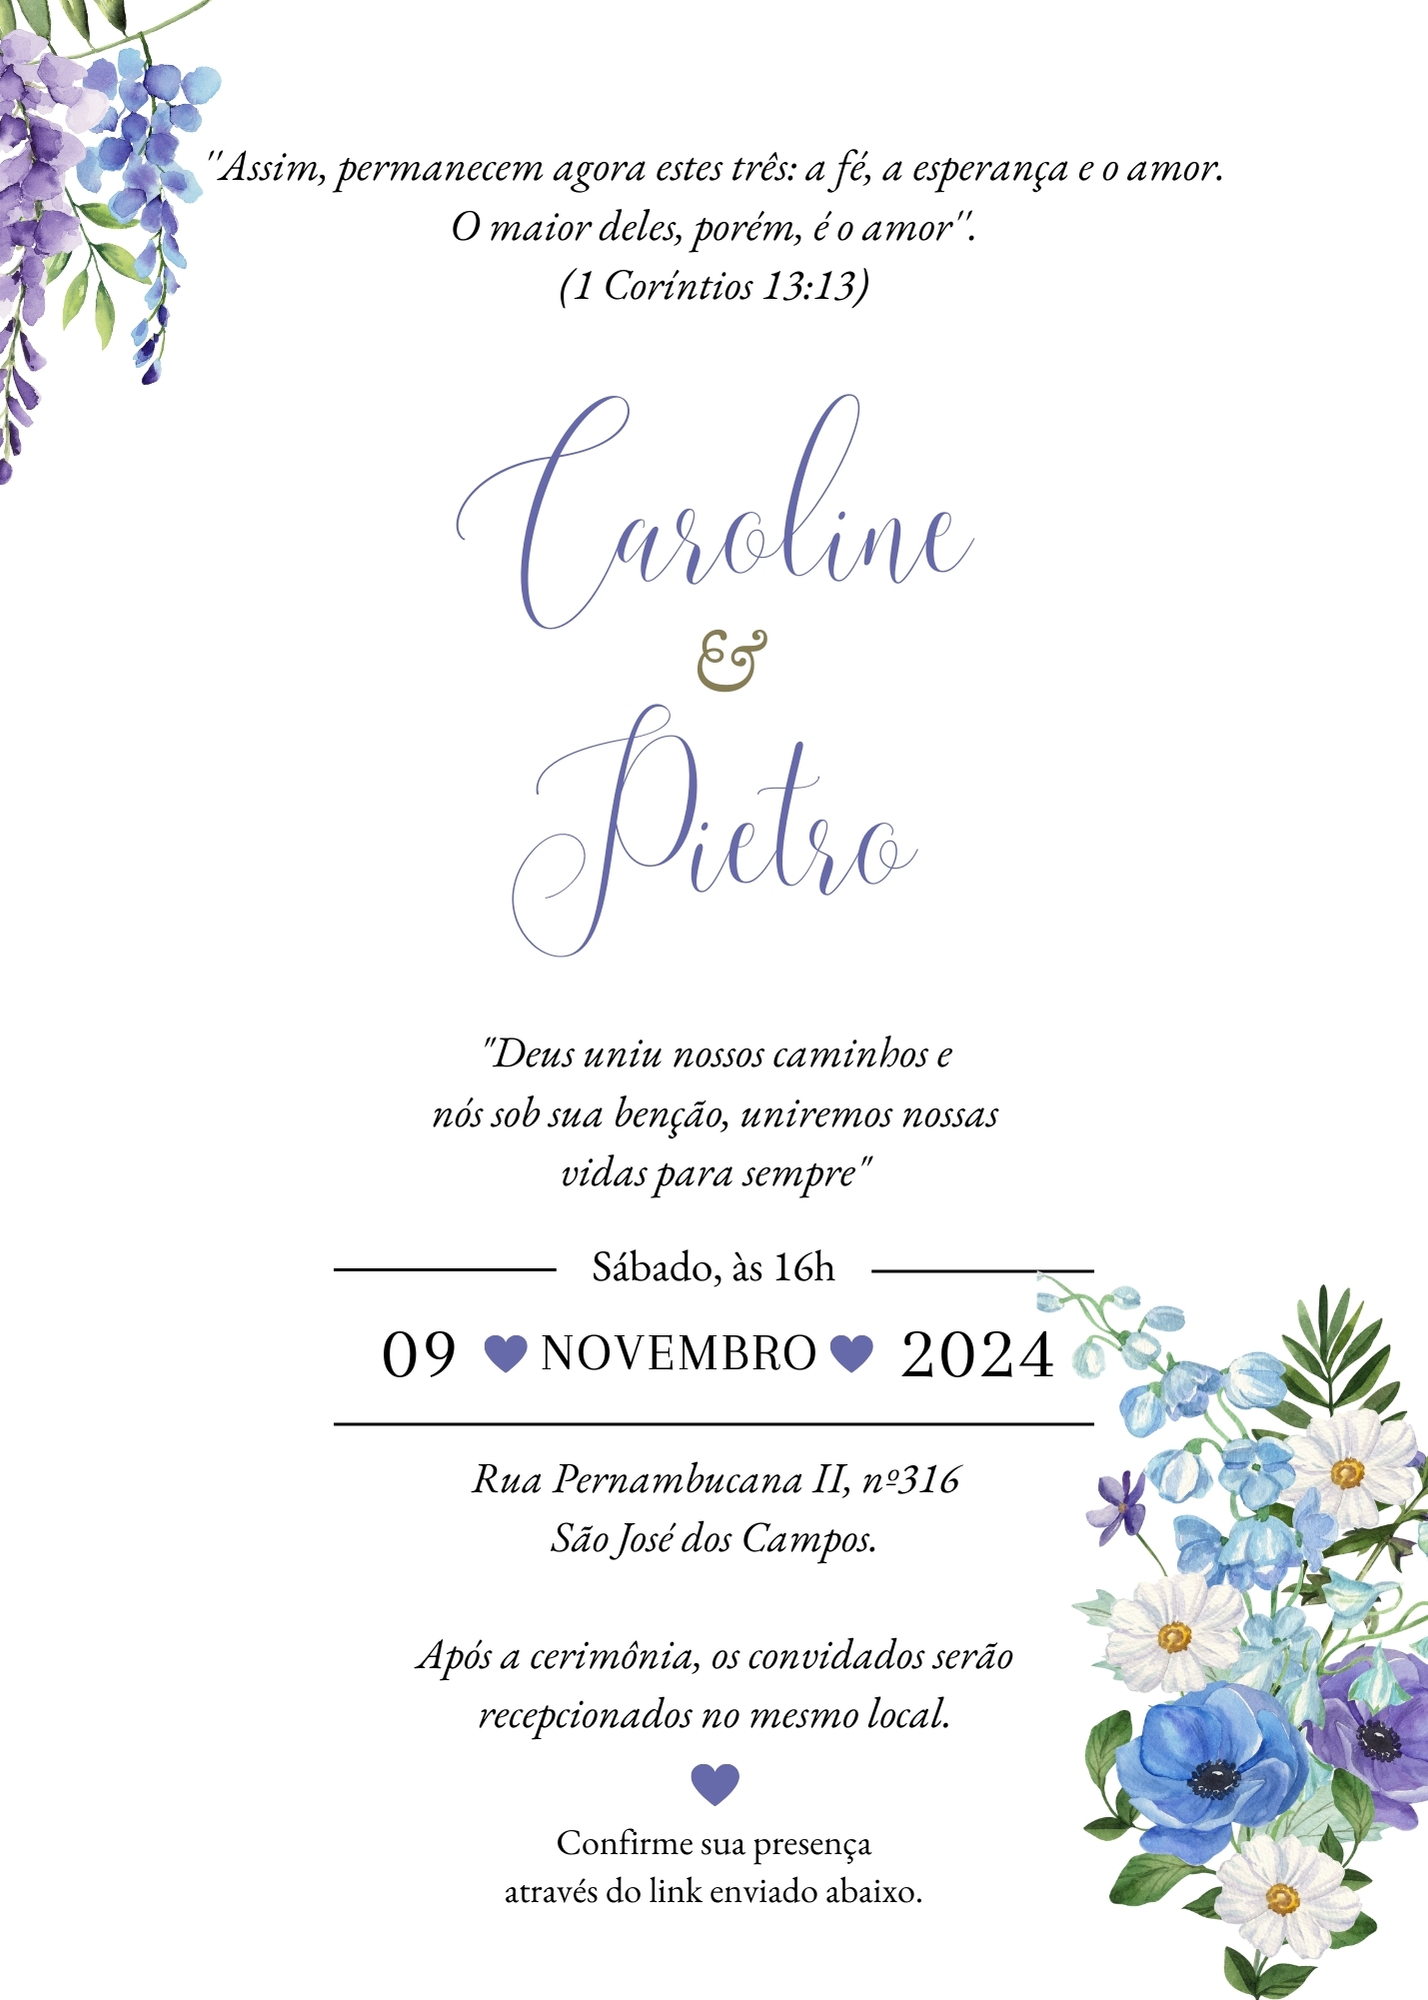 "Assim, permanecem agora estes três: a fé, a esperança e o amor.
O maior deles, porém, é o amor".
(1 Coríntios 13:13)
Caroline
&
Pietro
"Deus uniu nossos caminhos e
nós sob sua benção, uniremos nossas
vidas para sempre"
Sábado, às 16h
09 NOVEMBRO 2024
Rua Pernambucana II, nº316
São José dos Campos.
Após a cerimônia, os convidados serão
recepcionados no mesmo local.
Confirme sua presença
através do link enviado abaixo.